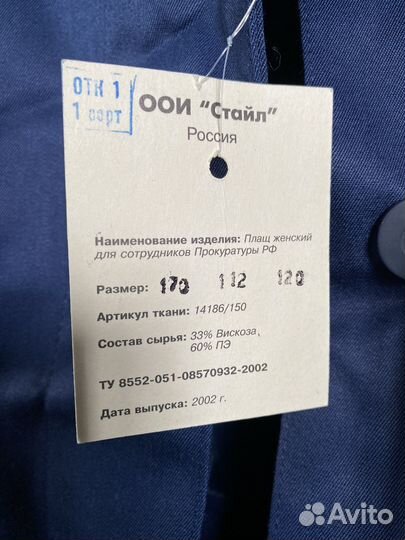 ОТК 1
1 сорт
ООИ "Стайл"
Россия
Наименование изделия: Плащ женский
для сотрудников Прокуратуры РФ
Размер: 170 112 120
Артикул ткани: 14186/150
Состав сырья: 33% Вискоза,
60% ПЭ
ТУ 8552-051-08570932-2002
Дата выпуска: 2002 г.
Avito